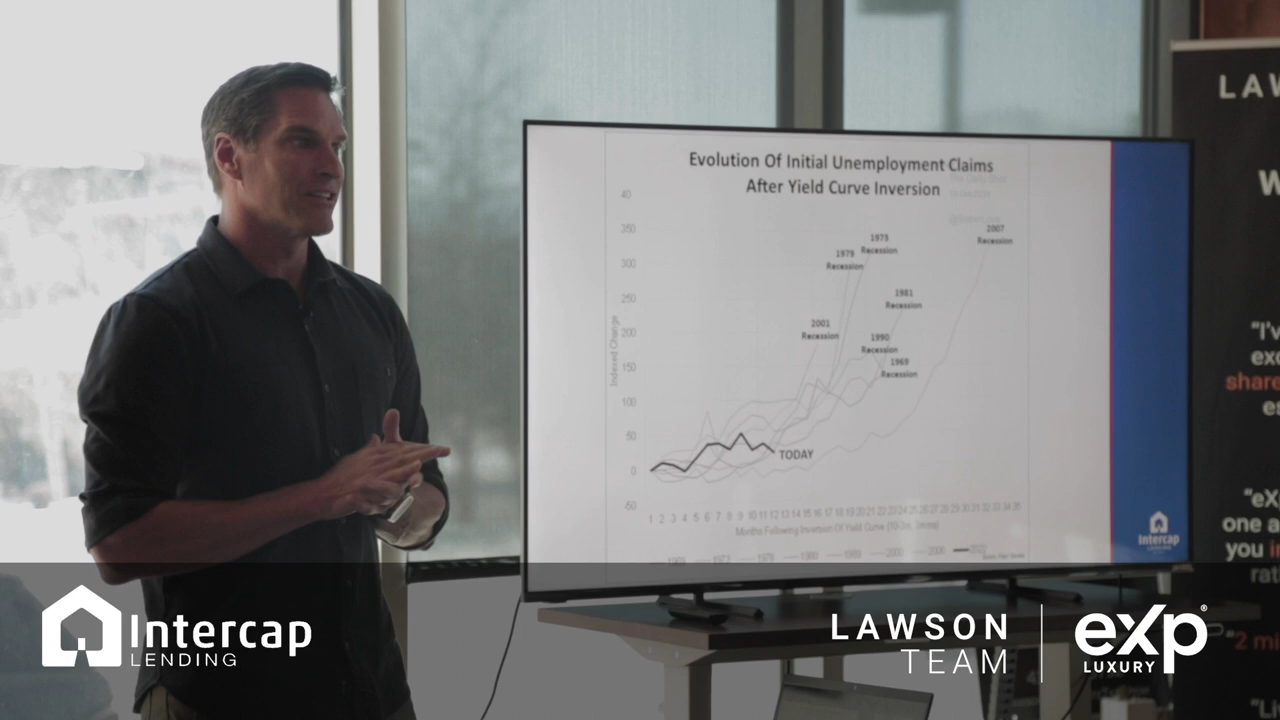 Evolution Of Initial Unemployment Claims
After Yield Curve Inversion
40
350
300
250
200
150
100
50
0
-50
Indexed Change
2007
Recession
1973
Recession
1979
Recession
1981
Recession
2001
Recession
1990
Recession
1969
Recession
TODAY
1 2 3 4 5 6 7 8 9 10 11 12 13 14 15 16 17 18 19 20 21 22 23 24 25 26 27 28 29 30 31 32 33 34 35
Months Following Inversion Of Yield Curve
Intercap
LENDING
LAW
W
"I'v
exc
share
e
"eX
one a
you i
rat
"2 mi
"Li
Intercap
LENDING
LAWSON
TEAM
eXp®
LUXURY